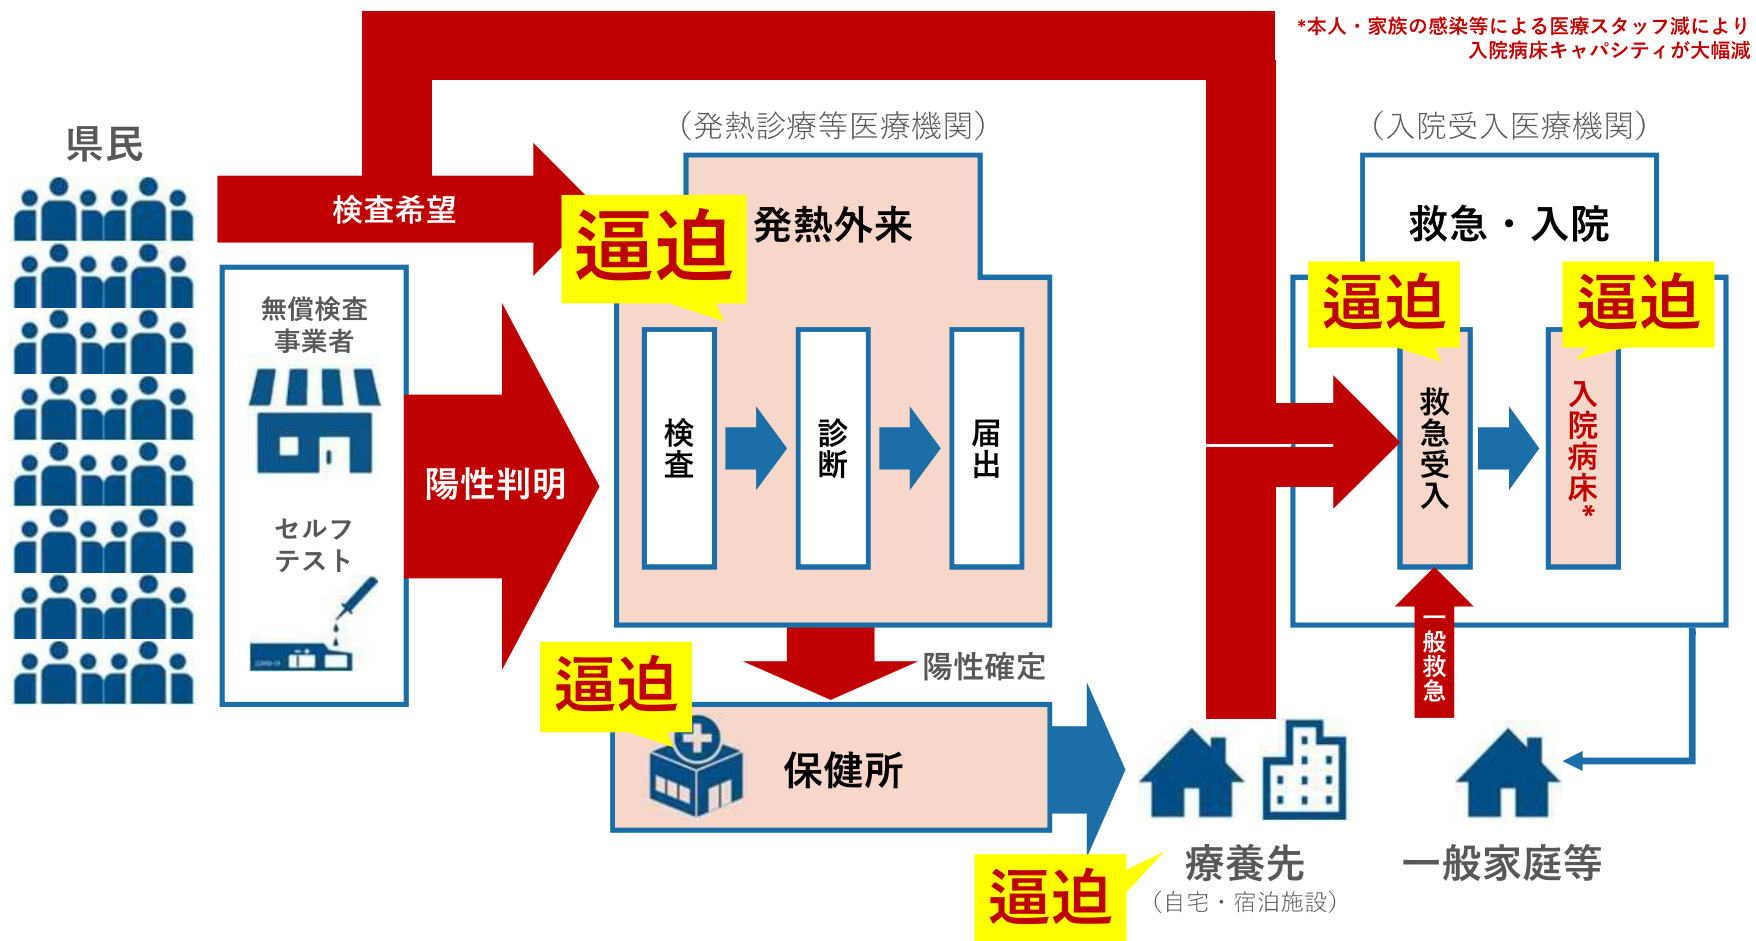 *本人・家族の感染等による医療スタッフ減により
入院病床キャパシティが大幅減
県民
（発熱診療等医療機関）
（入院受入医療機関）
検査希望
逼迫
発熱外来
救急・入院
無償検査
事業者
逼迫
逼迫
検査
診断
届出
救急受入
入院病床*
陽性判明
セルフ
テスト
一般救急
逼迫
陽性確定
保健所
逼迫
療養先
（自宅・宿泊施設）
一般家庭等